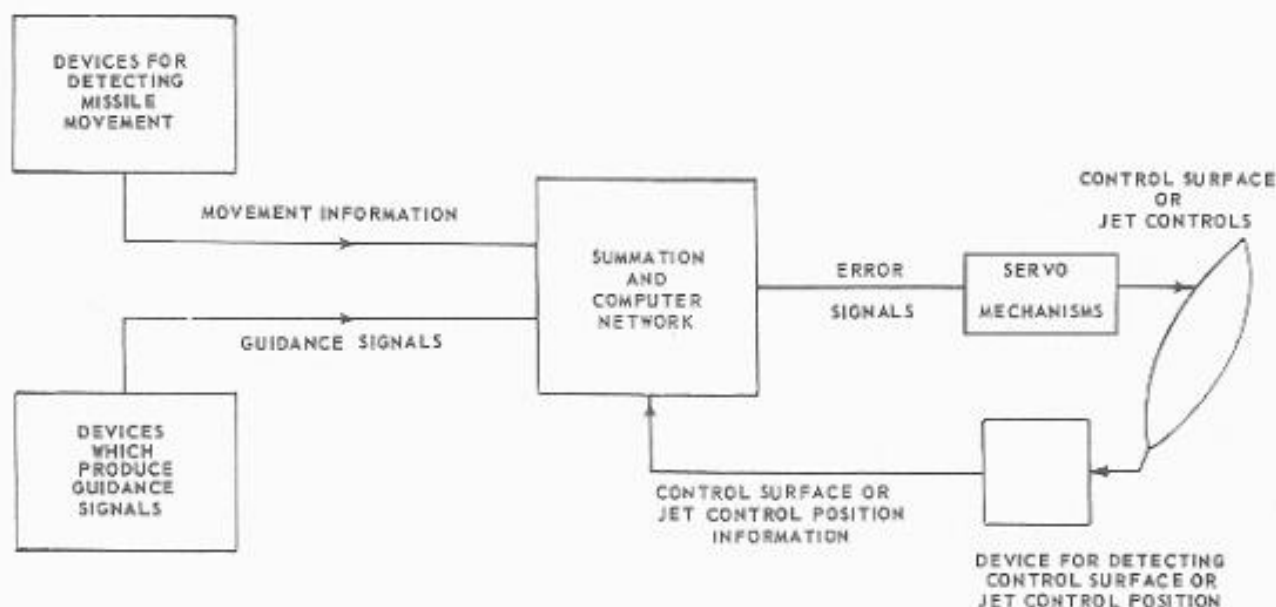 DEVICES FOR
DETECTING
MISSILE
MOVEMENT
MOVEMENT INFORMATION
GUIDANCE SIGNALS
DEVICES
WHICH
PRODUCE
GUIDANCE
SIGNALS
SUMMATION
AND
COMPUTER
NETWORK
ERROR
SIGNALS
SERVO
MECHANISMS
CONTROL SURFACE
OR
JET CONTROLS
CONTROL SURFACE OR
JET CONTROL POSITION
INFORMATION
DEVICE FOR DETECTING
CONTROL SURFACE OR
JET CONTROL POSITION